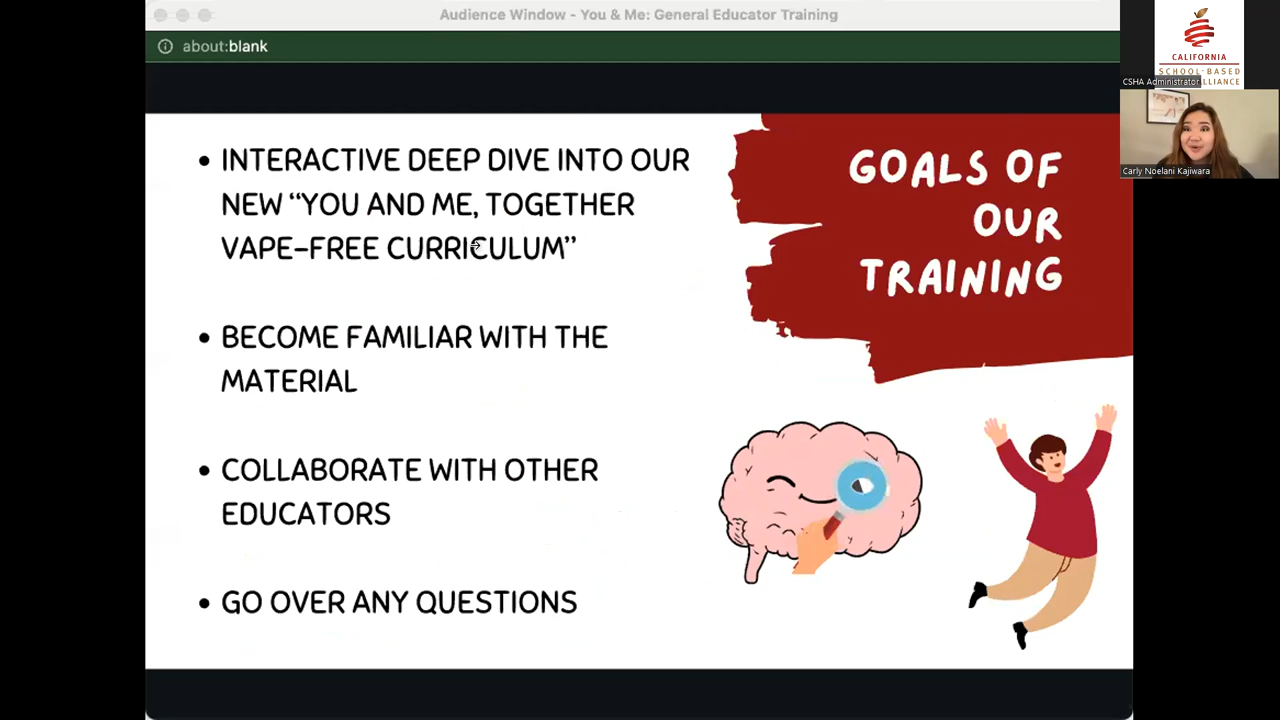 Audience Window - You & Me: General Educator Training
about:blank
• INTERACTIVE DEEP DIVE INTO OUR
NEW “YOU AND ME, TOGETHER
VAPE-FREE CURRICULUM”
• BECOME FAMILIAR WITH THE
MATERIAL
• COLLABORATE WITH OTHER
EDUCATORS
• GO OVER ANY QUESTIONS
GOALS OF
OUR
TRAINING
CALIFORNIA
SCHOOL-BASED
LLIANCE
CSHA Administrator
Carly Noelani Kajiwara